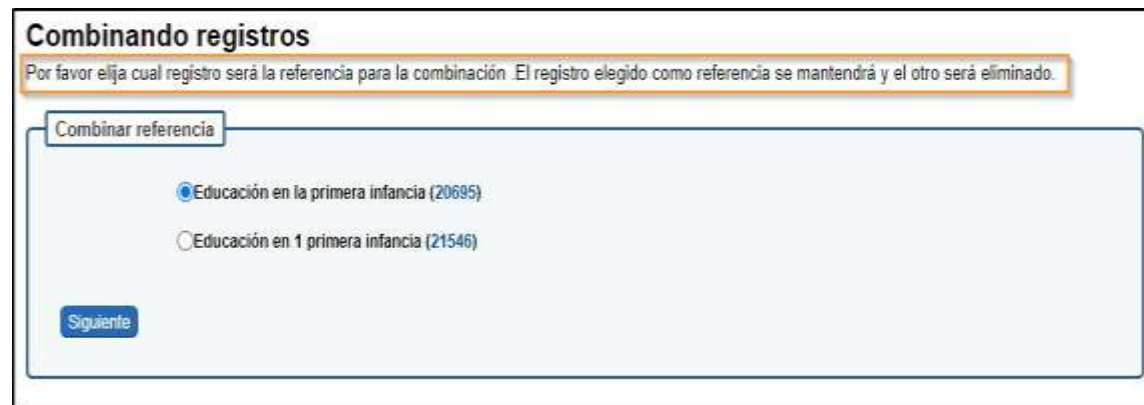 Combinando registros
Por favor elija cual registro será la referencia para la combinación .El registro elegido como referencia se mantendrá y el otro será eliminado.
Combinar referencia
Educación en la primera infancia (20695)
Educación en 1 primera infancia (21546)
Siguiente